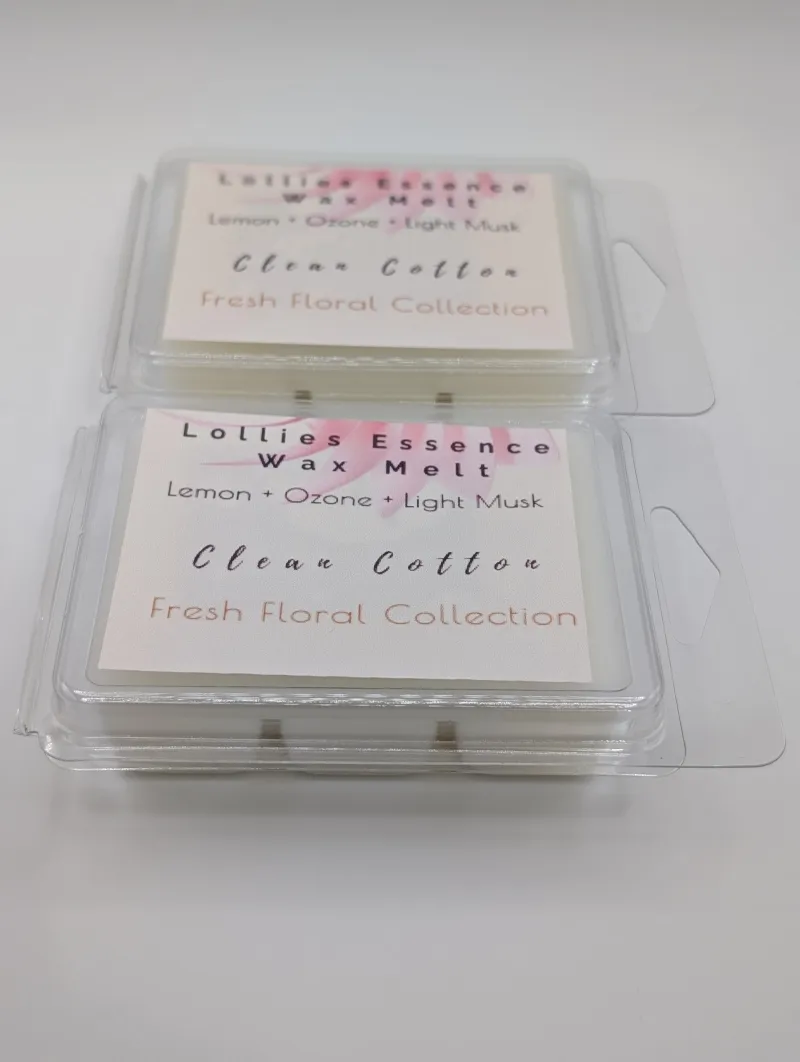 Lollies Essence
Wax Melt
Lemon + Ozone + Light Musk
Clean Cotton
Fresh Floral Collection
Lollies Essence
Wax Melt
Lemon + Ozone + Light Musk
Clean Cotton
Fresh Floral Collection